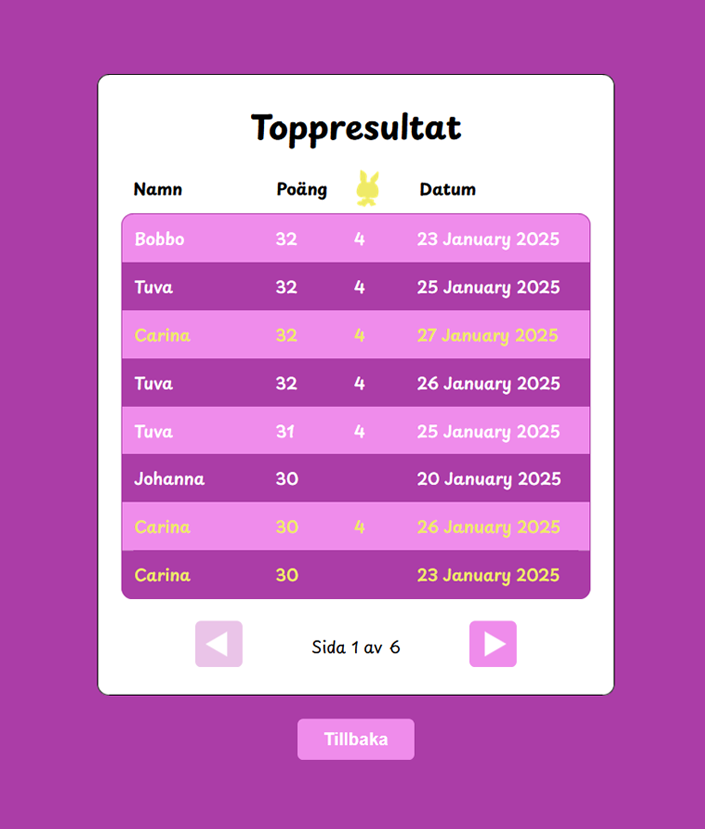 Toppresultat
Namn Poäng Datum
Bobbo 32 4 23 January 2025
Tuva 32 4 25 January 2025
Carina 32 4 27 January 2025
Tuva 32 4 26 January 2025
Tuva 31 4 25 January 2025
Johanna 30 20 January 2025
Carina 30 4 26 January 2025
Carina 30 23 January 2025
Sida 1 av 6
Tillbaka